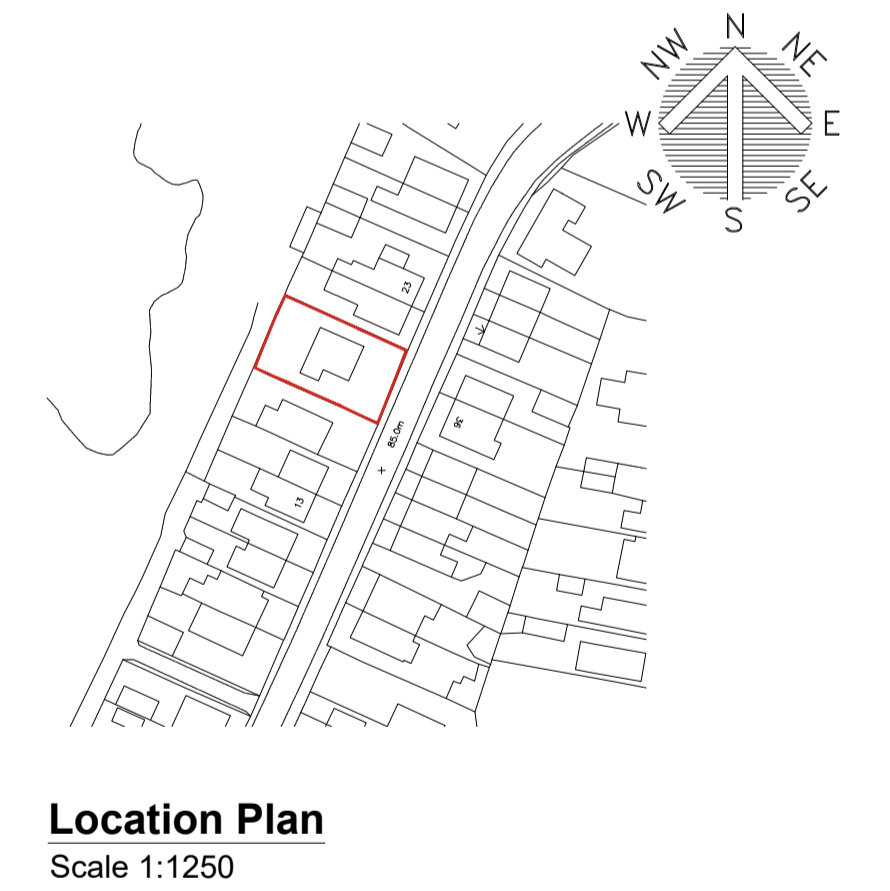 N
NW
NE
W
E
SW
SE
S
23
36
85.0m
13
Location Plan
Scale 1:1250